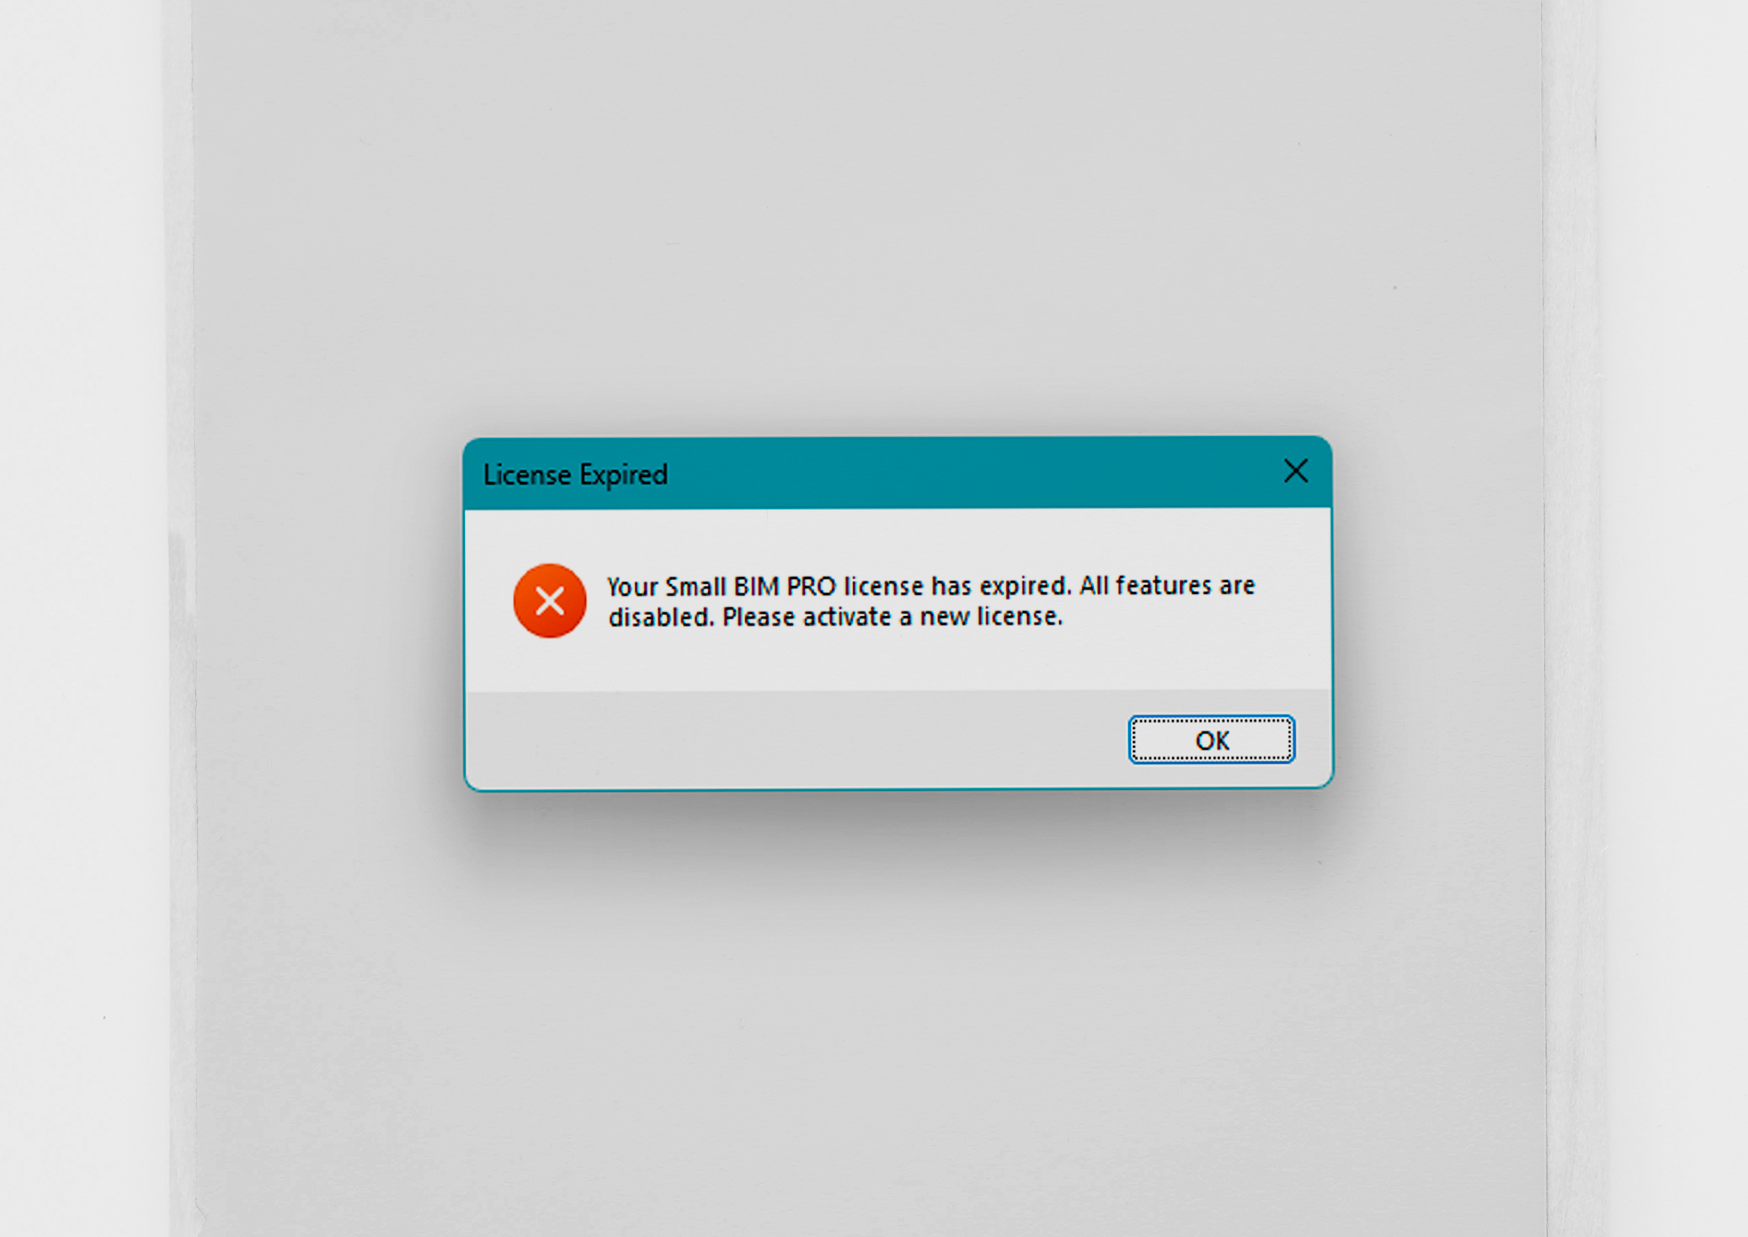 License Expired
Your Small BIM PRO license has expired. All features are
disabled. Please activate a new license.
OK